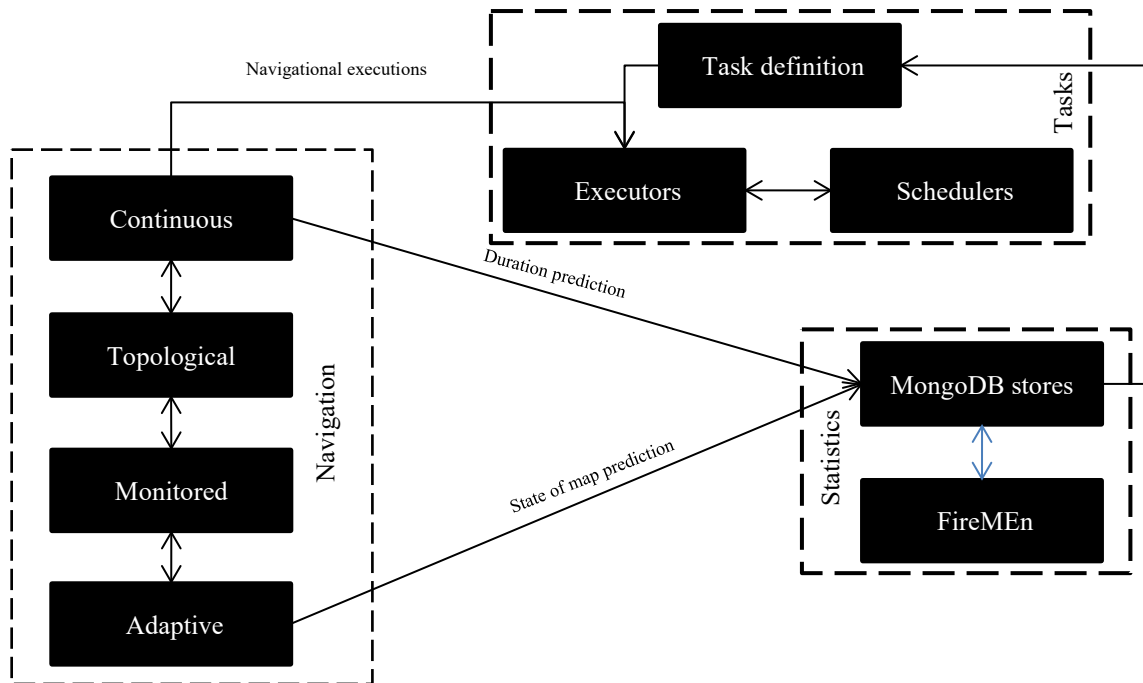 Task definition
Navigational executions
Tasks
Executors
Schedulers
Continuous
Duration prediction
Topological
MongoDB stores
Navigation
Statistics
State of map prediction
Monitored
FireMEn
Adaptive